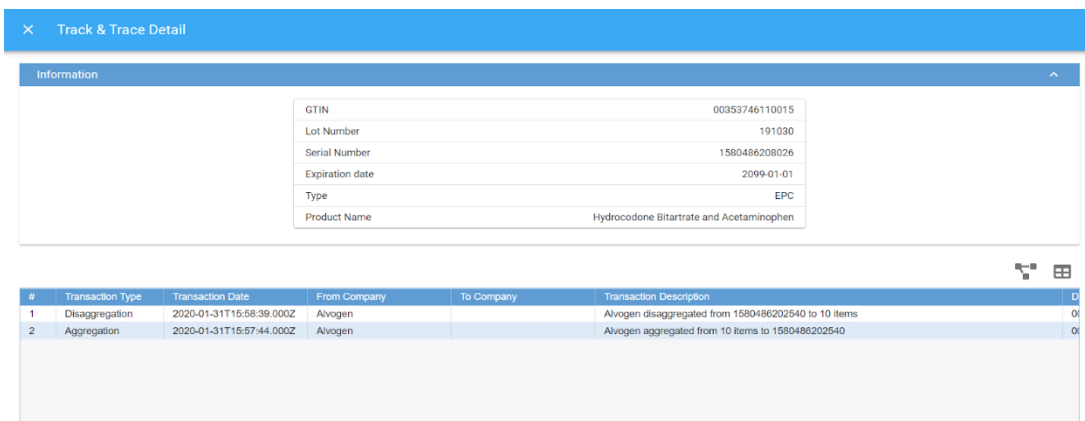 Track & Trace Detail
Information
GTIN 00353746110015
Lot Number 191030
Serial Number 1580486208026
Expiration date 2099-01-01
Type EPC
Product Name Hydrocodone Bitartrate and Acetaminophen
# Transaction Type Transaction Date From Company To Company Transaction Description D
1 Disaggregation 2020-01-31T15:58:39.000Z Alvogen Alvogen disaggregated from 1580486202540 to 10 items 00
2 Aggregation 2020-01-31T15:57:44.000Z Alvogen Alvogen aggregated from 10 items to 1580486202540 00